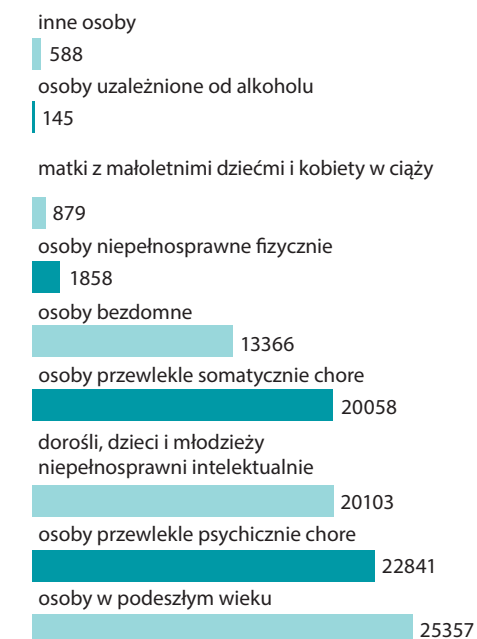 inne osoby
588
osoby uzależnione od alkoholu
145
matki z małoletnimi dziećmi i kobiety w ciąży
879
osoby niepełnosprawne fizycznie
1858
osoby bezdomne
13366
osoby przewlekle somatycznie chore
20058
dorośli, dzieci i młodzieży
niepełnosprawni intelektualnie
20103
osoby przewlekle psychicznie chore
22841
osoby w podeszłym wieku
25357